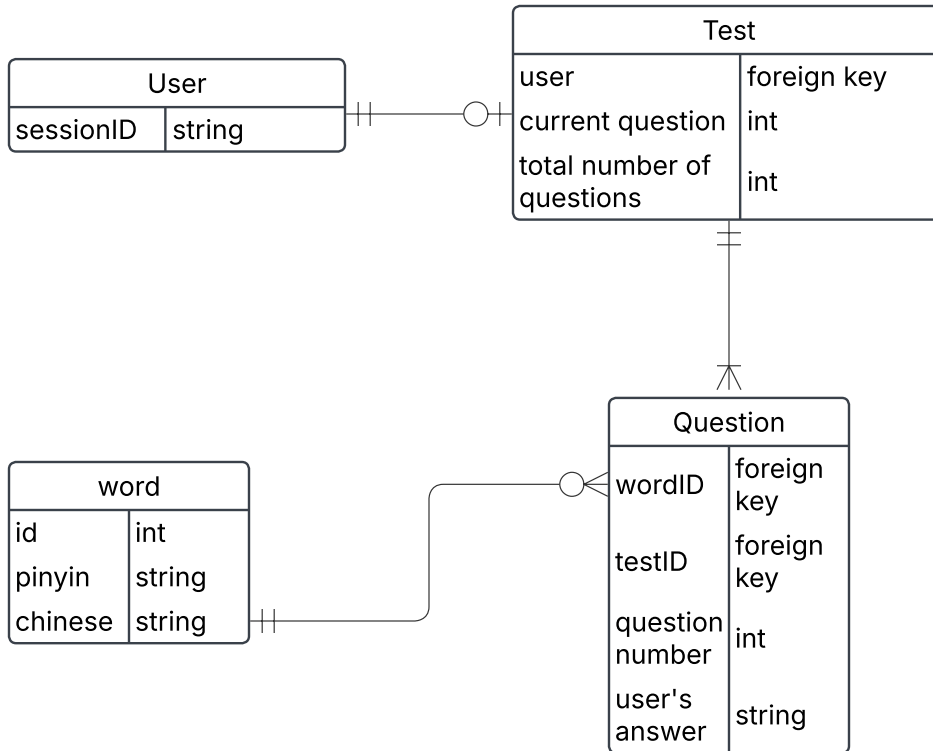 User
sessionID string
Test
user foreign key
current question int
total number of
questions
int
word
id int
pinyin string
chinese string
Question
wordID
foreign
key
testID
foreign
key
question
number
int
user's
answer
string